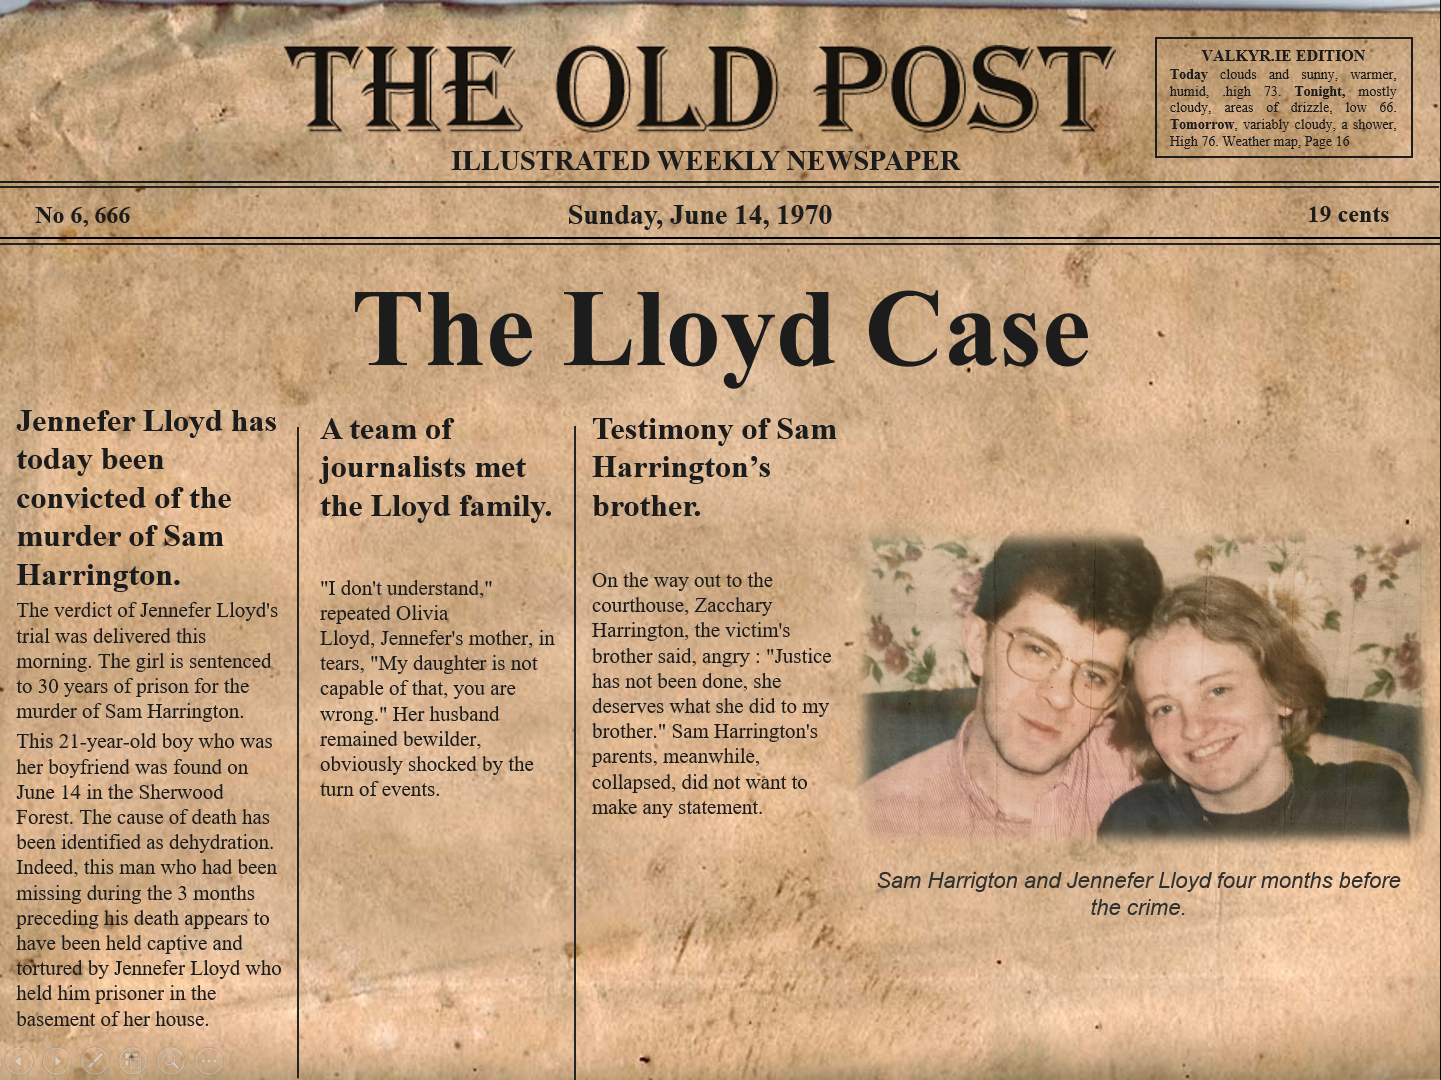 THE OLD POST
ILLUSTRATED WEEKLY NEWSPAPER
VALKYR.IE EDITION
Today clouds and sunny, warmer,
humid, .high 73. Tonight, mostly
cloudy, areas of drizzle, low 66.
Tomorrow, variably cloudy, a shower,
High 76. Weather map, Page 16
No 6, 666
Sunday, June 14, 1970
19 cents
The Lloyd Case
Jennefer Lloyd has
today been
convicted of the
murder of Sam
Harrington.
The verdict of Jennefer Lloyd's
trial was delivered this
morning. The girl is sentenced
to 30 years of prison for the
murder of Sam Harrington.
This 21-year-old boy who was
her boyfriend was found on
June 14 in the Sherwood
Forest. The cause of death has
been identified as dehydration.
Indeed, this man who had been
missing during the 3 months
preceding his death appears to
have been held captive and
tortured by Jennefer Lloyd who
held him prisoner in the
basement of her house.
A team of
journalists met
the Lloyd family.
"I don't understand,"
repeated Olivia
Lloyd, Jennefer's mother, in
tears, "My daughter is not
capable of that, you are
wrong." Her husband
remained bewilder,
obviously shocked by the
turn of events.
Testimony of Sam
Harrington’s
brother.
On the way out to the
courthouse, Zacchary
Harrington, the victim's
brother said, angry : "Justice
has not been done, she
deserves what she did to my
brother." Sam Harrington's
parents, meanwhile,
collapsed, did not want to
make any statement.
Sam Harrigton and Jennefer Lloyd four months before
the crime.